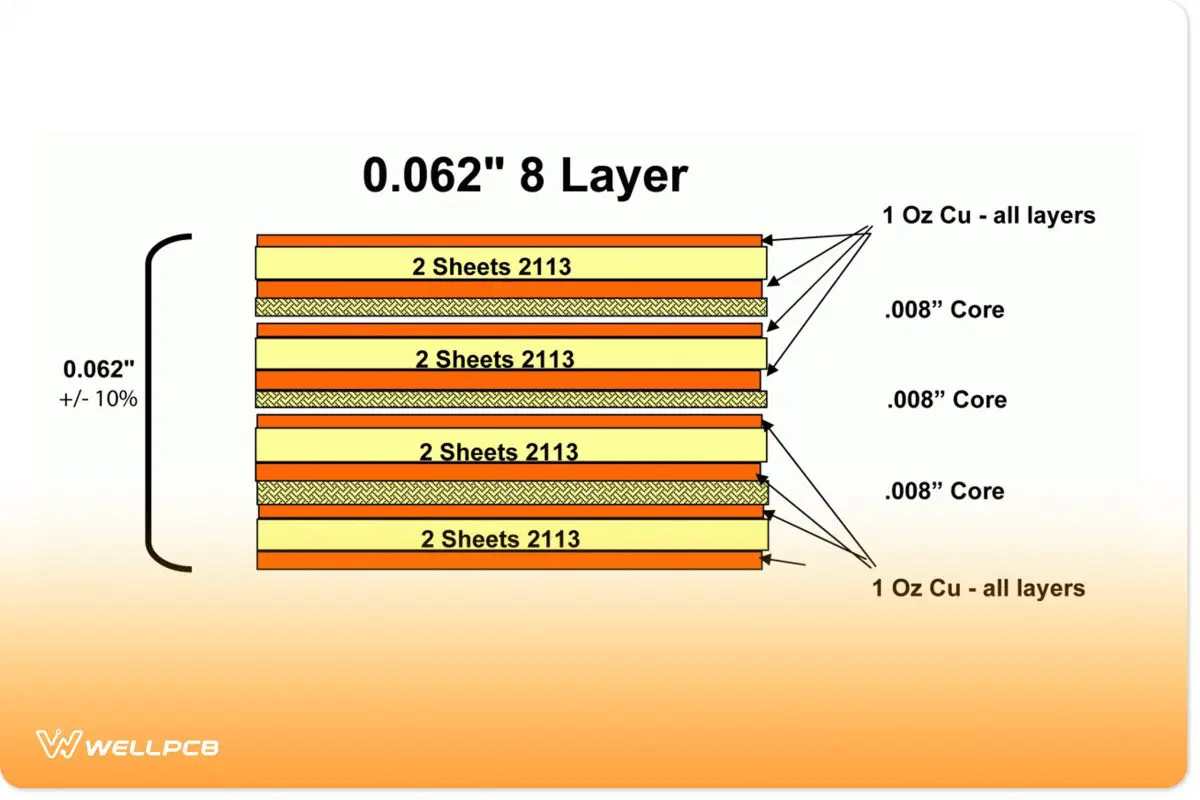 0.062" 8 Layer
1 Oz Cu - all layers
2 Sheets 2113
.008” Core
2 Sheets 2113
0.062"
+/- 10%
.008” Core
2 Sheets 2113
.008” Core
2 Sheets 2113
1 Oz Cu - all layers
WELLPCB